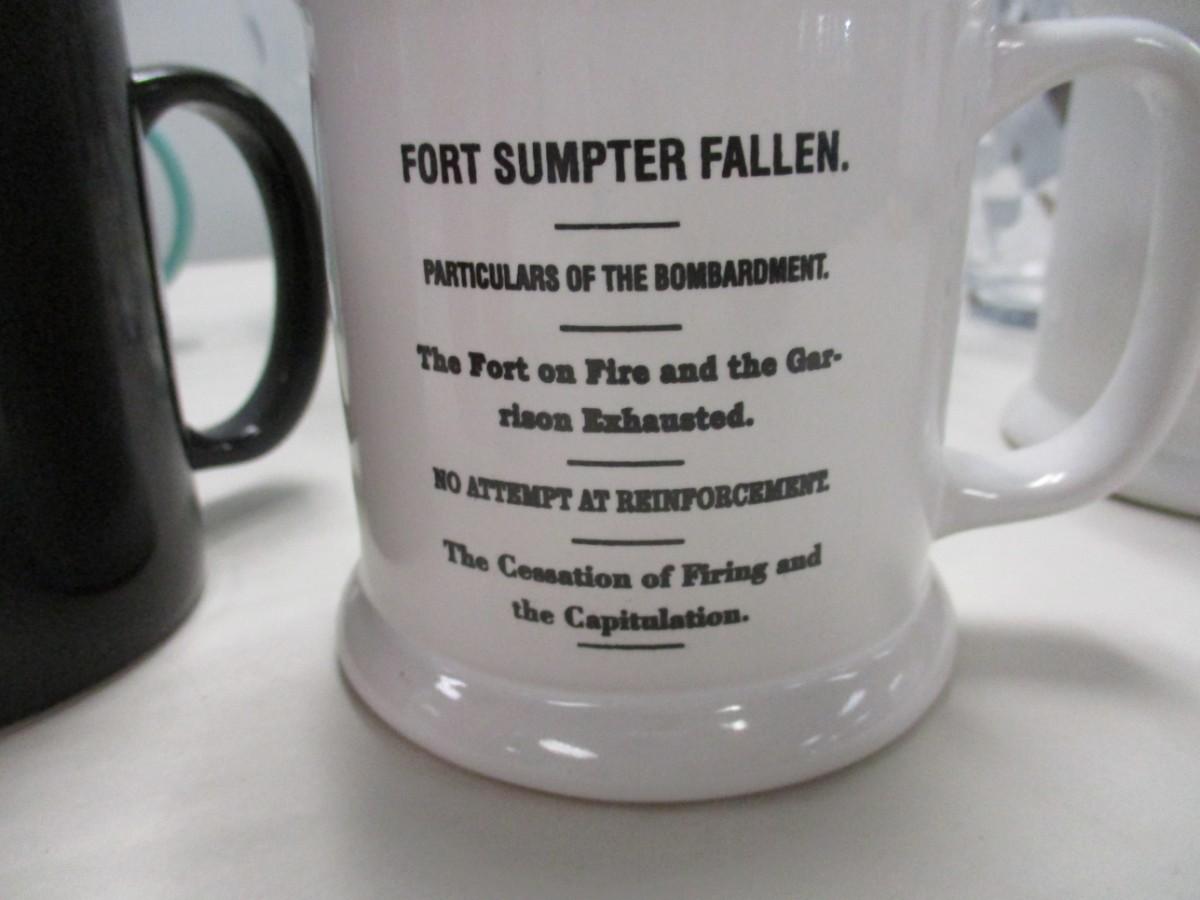 FORT SUMPTER FALLEN.
PARTICULARS OF THE BOMBARDMENT.
The Fort on Fire and the Gar-
rison Exhausted.
NO ATTEMPT AT REINFORCEMENT.
The Cessation of Firing and
the Capitulation.